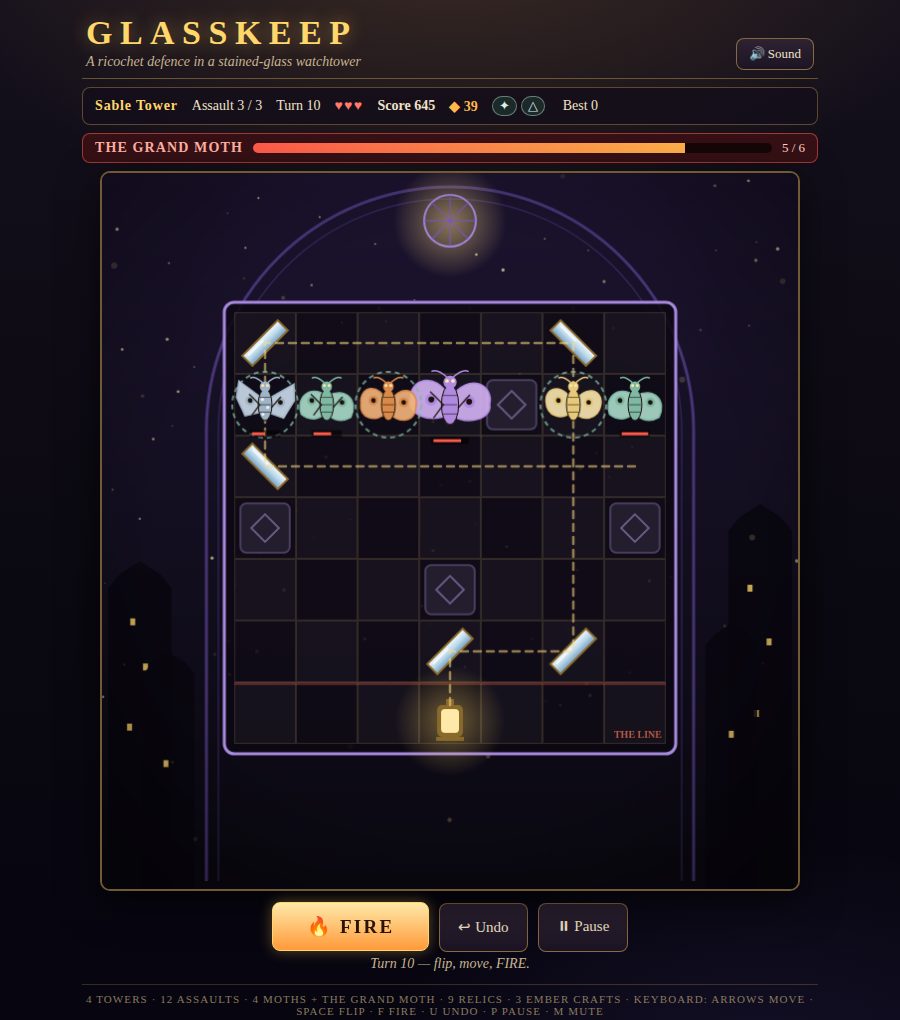 GLASSKEEP
A ricochet defence in a stained-glass watchtower
🔊 Sound
Sable Tower Assault 3 / 3 Turn 10 ♥♥♥ Score 645 ◆ 39 ✦ △ Best 0
THE GRAND MOTH 5 / 6
THE LINE
🔥 FIRE ↩ Undo ⏸ Pause
Turn 10 — flip, move, FIRE.
4 TOWERS · 12 ASSAULTS · 4 MOTHS + THE GRAND MOTH · 9 RELICS · 3 EMBER CRAFTS · KEYBOARD: ARROWS MOVE ·
SPACE FLIP · F FIRE · U UNDO · P PAUSE · M MUTE